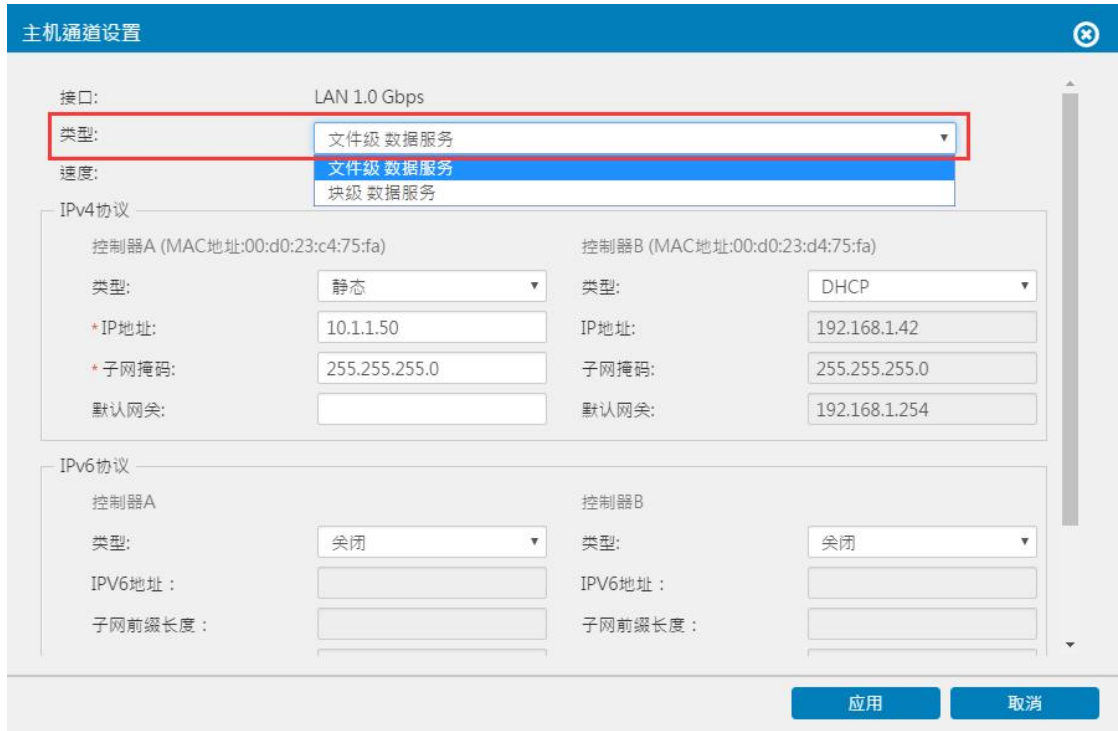 主机通道设置
接口: LAN 1.0 Gbps
类型: 文件级 数据服务
文件级 数据服务
速度:
块级 数据服务
IPv4协议
控制器A (MAC地址:00:d0:23:c4:75:fa) 控制器B (MAC地址:00:d0:23:d4:75:fa)
类型: 静态 类型: DHCP
*IP地址: 10.1.1.50 IP地址: 192.168.1.42
*子网掩码: 255.255.255.0 子网掩码: 255.255.255.0
默认网关: 默认网关: 192.168.1.254
IPv6协议
控制器A 控制器B
类型: 关闭 类型: 关闭
IPV6地址： IPV6地址：
子网前缀长度： 子网前缀长度：
应用 取消